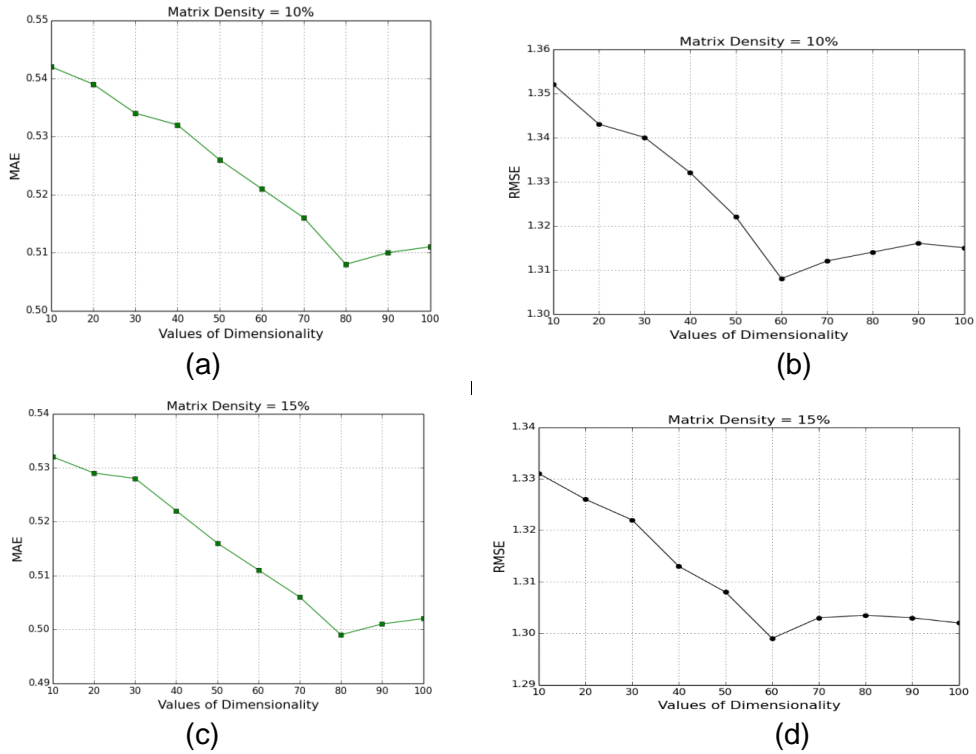 Matrix Density = 10%
0.55
0.54
0.53
0.52
0.51
0.50
MAE
10 20 30 40 50 60 70 80 90 100
Values of Dimensionality
(a)
Matrix Density = 10%
1.36
1.35
1.34
1.33
1.32
1.31
1.30
RMSE
10 20 30 40 50 60 70 80 90 100
Values of Dimensionality
(b)
Matrix Density = 15%
0.54
0.53
0.52
0.51
0.50
0.49
MAE
10 20 30 40 50 60 70 80 90 100
Values of Dimensionality
(c)
Matrix Density = 15%
1.34
1.33
1.32
1.31
1.30
1.29
RMSE
10 20 30 40 50 60 70 80 90 100
Values of Dimensionality
(d)